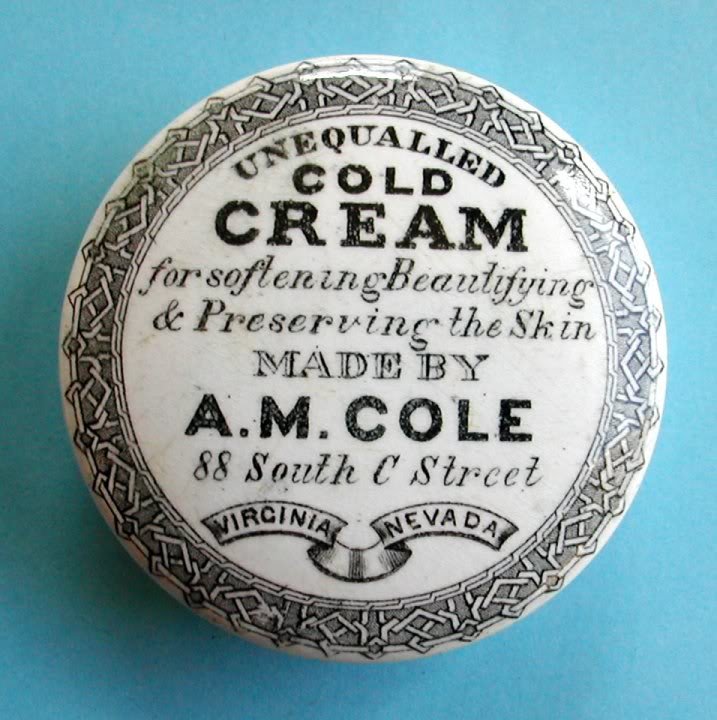 UNEQUALLED
COLD
CREAM
for softening Beautifying
& Preserving the Skin
MADE BY
A.M. COLE
88 South C Street
VIRGINIA NEVADA